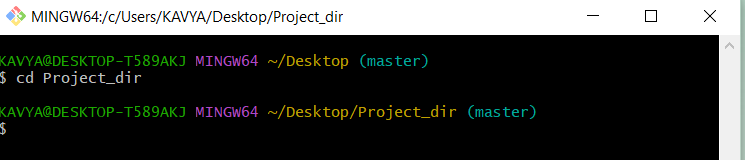 MINGW64:/c/Users/KAVYA/Desktop/Project_dir
KAVYA@DESKTOP-T589AKJ MINGW64 ~/Desktop (master)
$ cd Project_dir
KAVYA@DESKTOP-T589AKJ MINGW64 ~/Desktop/Project_dir (master)
$